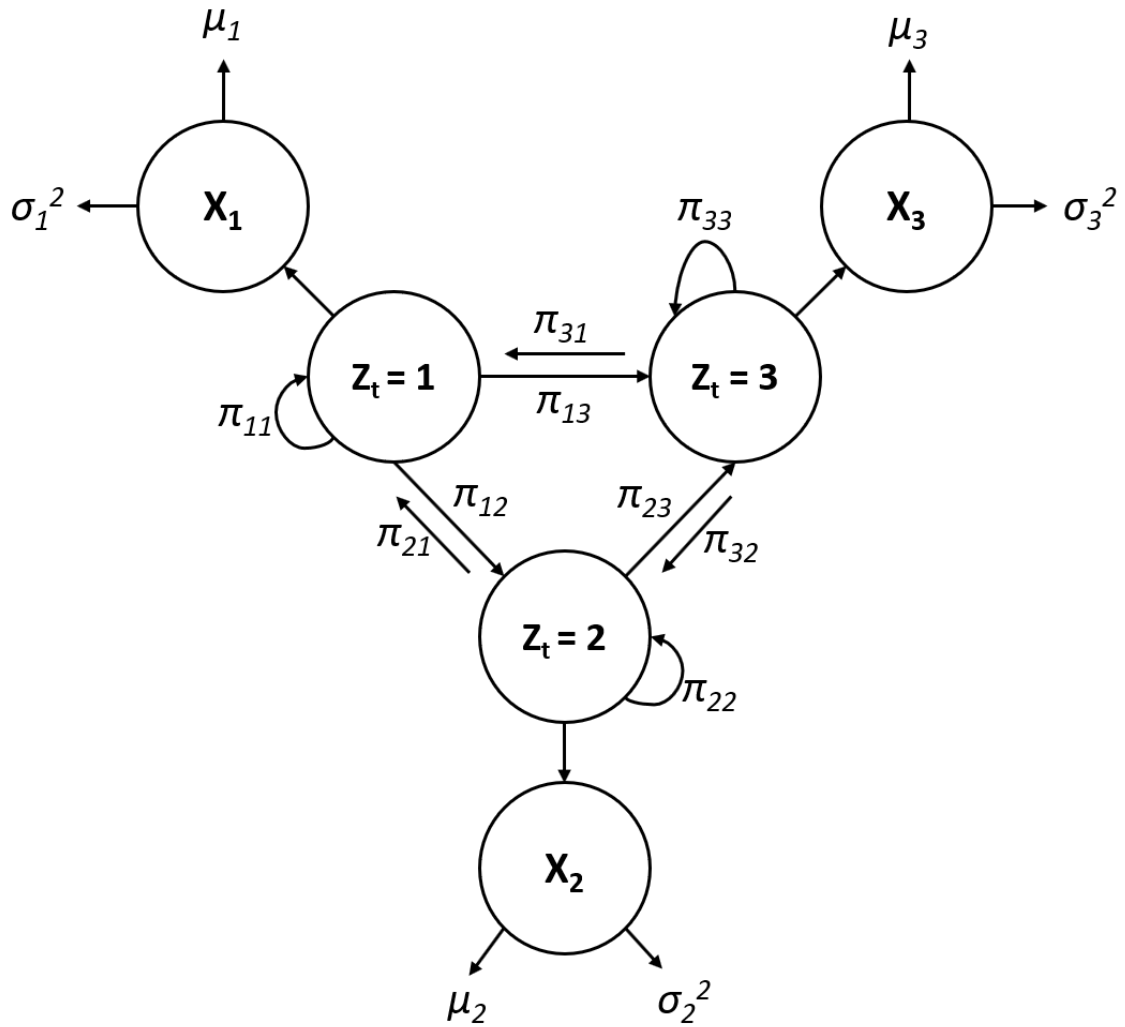 μ₁
μ₃
σ₁²
X₁
X₃
σ₃²
π₃₃
π₃₁
Zₜ = 1
Zₜ = 3
π₁₁
π₁₃
π₁₂
π₂₃
π₂₁
π₃₂
Zₜ = 2
π₂₂
X₂
μ₂
σ₂²